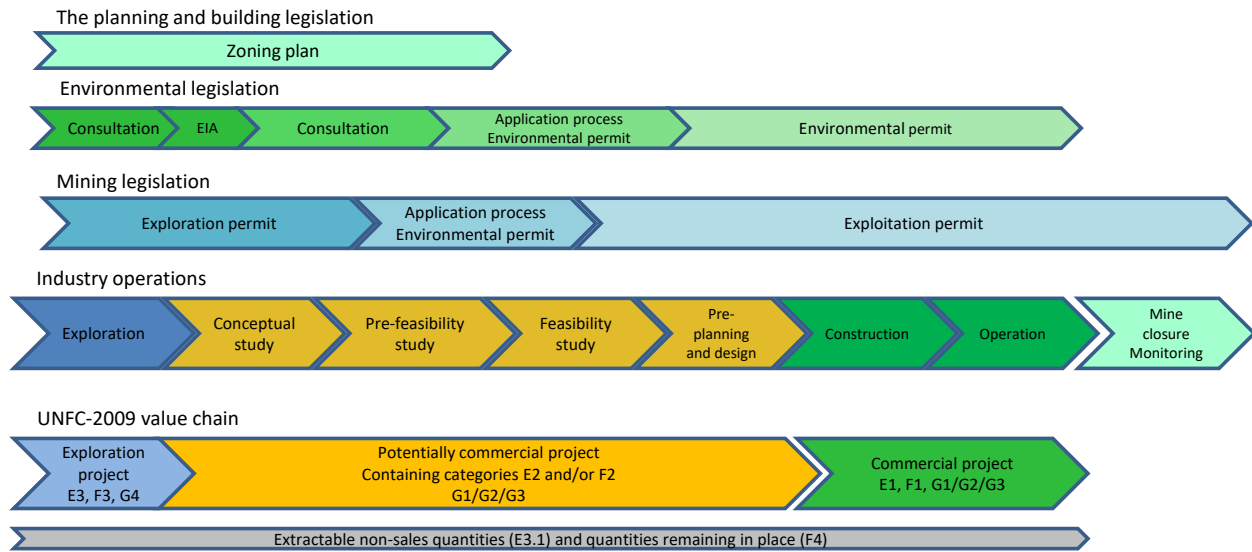 The planning and building legislation
Zoning plan
Environmental legislation
Consultation
EIA
Consultation
Application process
Environmental permit
Environmental permit
Mining legislation
Exploration permit
Application process
Environmental permit
Exploitation permit
Industry operations
Exploration
Conceptual
study
Pre-feasibility
study
Feasibility
study
Pre-
planning
and design
Construction
Operation
Mine
closure
Monitoring
UNFC-2009 value chain
Exploration
project
E3, F3, G4
Potentially commercial project
Containing categories E2 and/or F2
G1/G2/G3
Commercial project
E1, F1, G1/G2/G3
Extractable non-sales quantities (E3.1) and quantities remaining in place (F4)